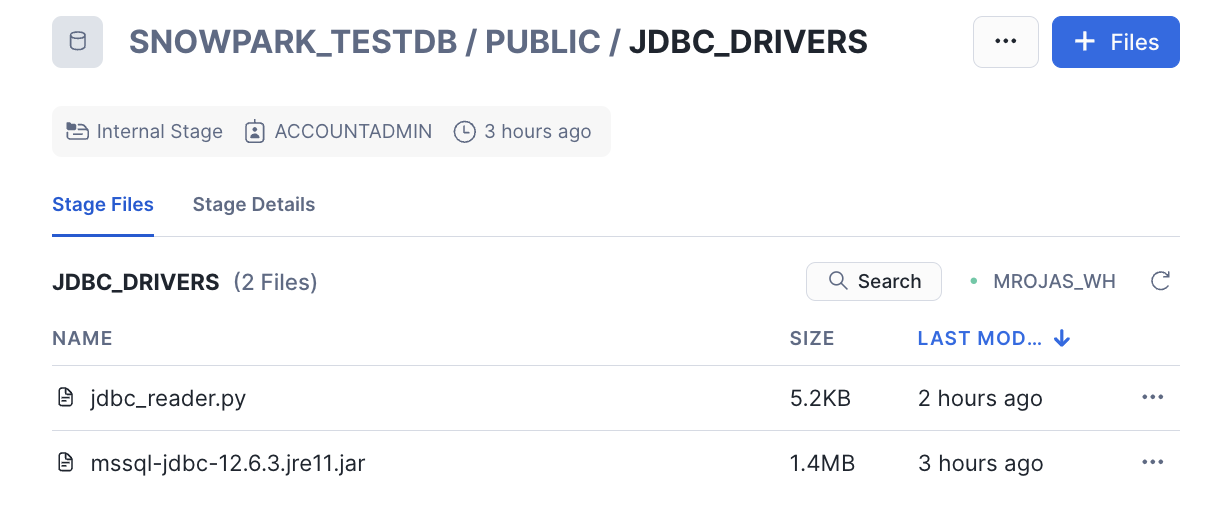 SNOWPARK_TESTDB / PUBLIC / JDBC_DRIVERS
... + Files
Internal Stage ACCOUNTADMIN 3 hours ago
Stage Files Stage Details
JDBC_DRIVERS (2 Files) Search MROJAS_WH
NAME SIZE LAST MOD...
jdbc_reader.py 5.2KB 2 hours ago ...
mssql-jdbc-12.6.3.jre11.jar 1.4MB 3 hours ago ...